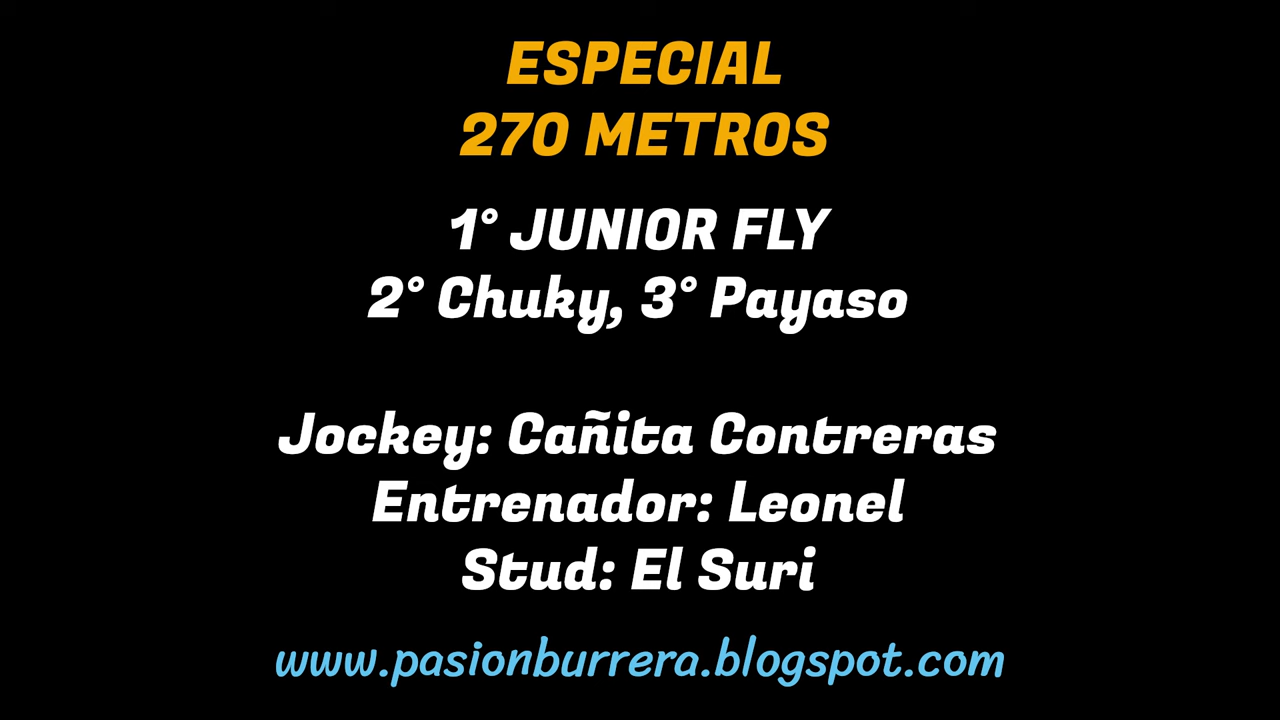 ESPECIAL
270 METROS
1° JUNIOR FLY
2° Chuky, 3° Payaso
Jockey: Cañita Contreras
Entrenador: Leonel
Stud: El Suri
www.pasionburrera.blogspot.com